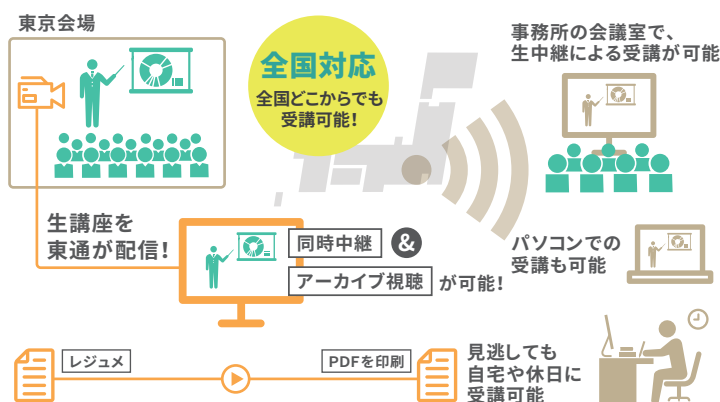 東京会場
全国対応
全国どこからでも
受講可能!
事務所の会議室で、
生中継による受講が可能
生講座を
東通が配信!
同時中継 &
アーカイブ視聴 が可能!
パソコンでの
受講も可能
レジュメ
PDFを印刷
見逃しても
自宅や休日に
受講可能